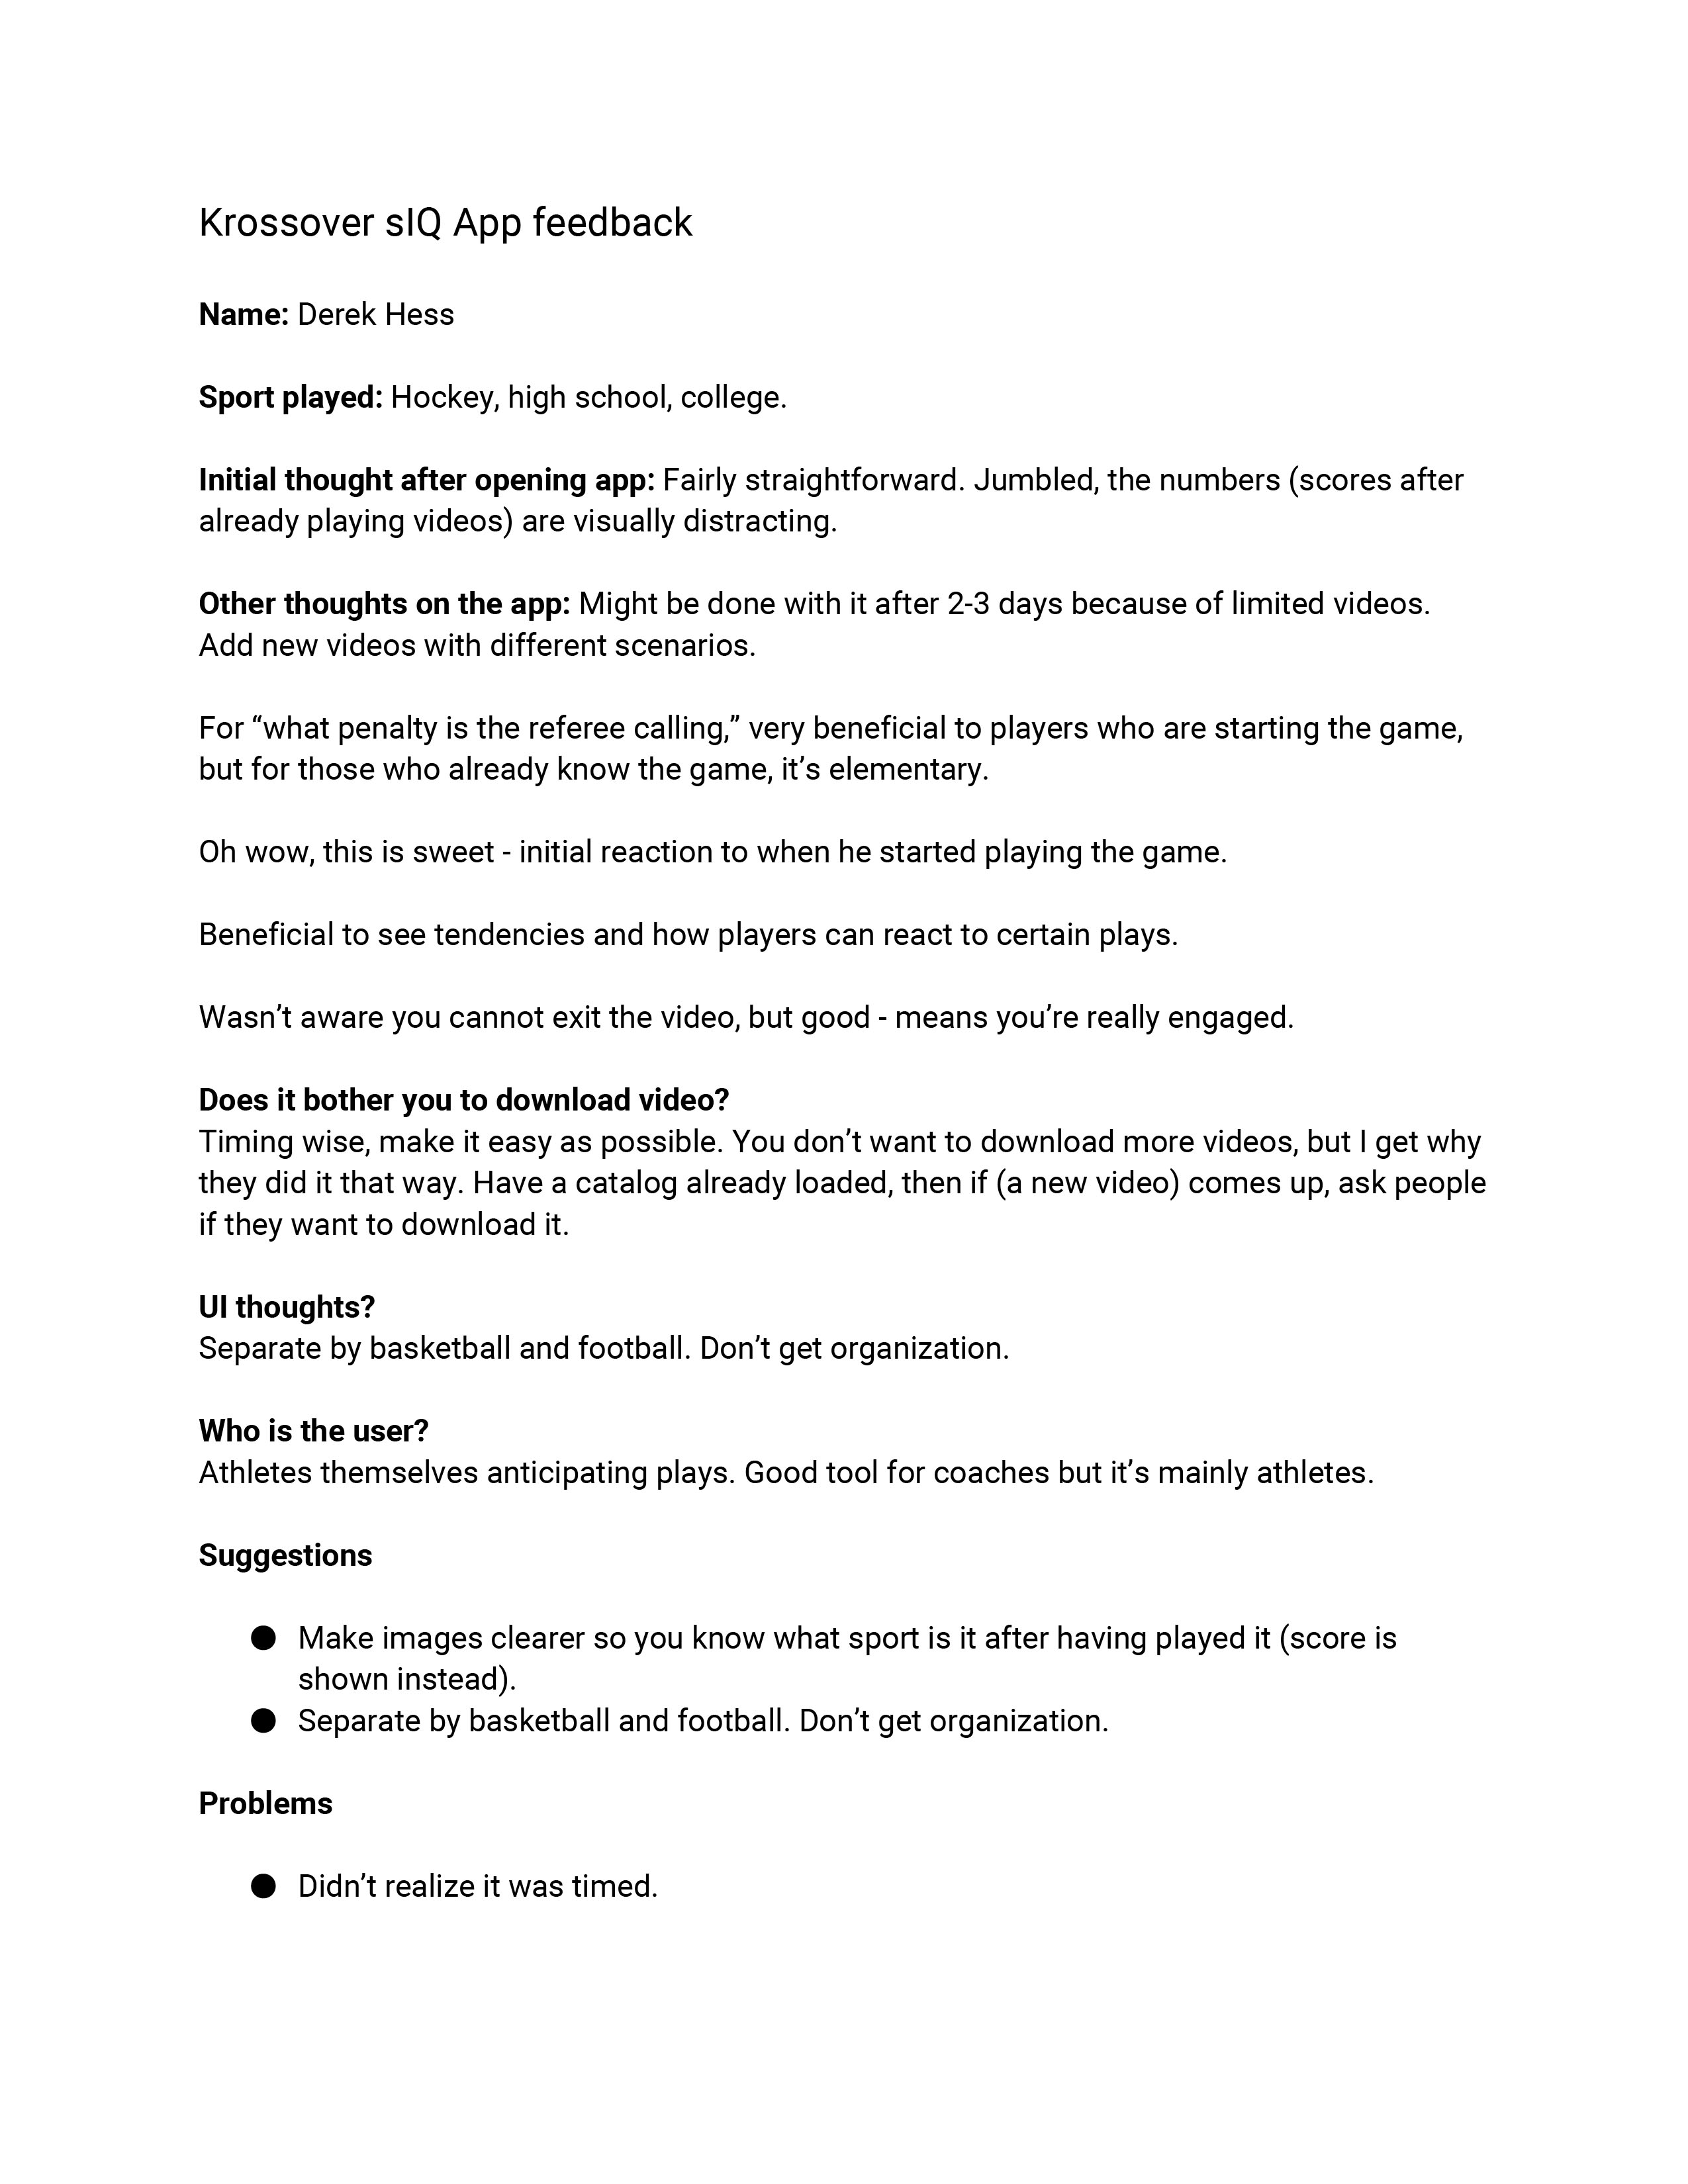 Krossover sIQ App feedback
Name: Derek Hess
Sport played: Hockey, high school, college.
Initial thought after opening app: Fairly straightforward. Jumbled, the numbers (scores after
already playing videos) are visually distracting.
Other thoughts on the app: Might be done with it after 2-3 days because of limited videos.
Add new videos with different scenarios.
For “what penalty is the referee calling,” very beneficial to players who are starting the game,
but for those who already know the game, it’s elementary.
Oh wow, this is sweet - initial reaction to when he started playing the game.
Beneficial to see tendencies and how players can react to certain plays.
Wasn’t aware you cannot exit the video, but good - means you’re really engaged.
Does it bother you to download video?
Timing wise, make it easy as possible. You don’t want to download more videos, but I get why
they did it that way. Have a catalog already loaded, then if (a new video) comes up, ask people
if they want to download it.
UI thoughts?
Separate by basketball and football. Don’t get organization.
Who is the user?
Athletes themselves anticipating plays. Good tool for coaches but it’s mainly athletes.
Suggestions
● Make images clearer so you know what sport is it after having played it (score is
shown instead).
● Separate by basketball and football. Don’t get organization.
Problems
● Didn’t realize it was timed.